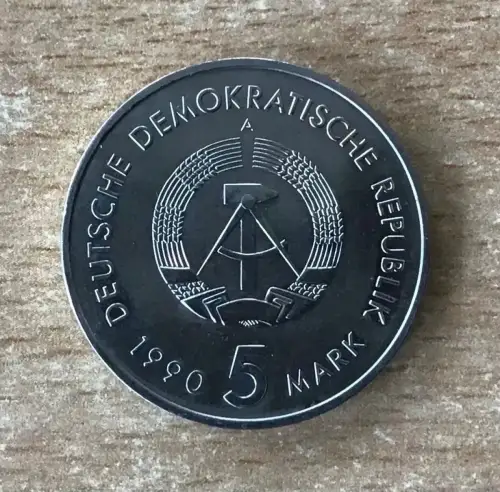 DEUTSCHE DEMOKRATISCHE REPUBLIK
A
1990 5 MARK